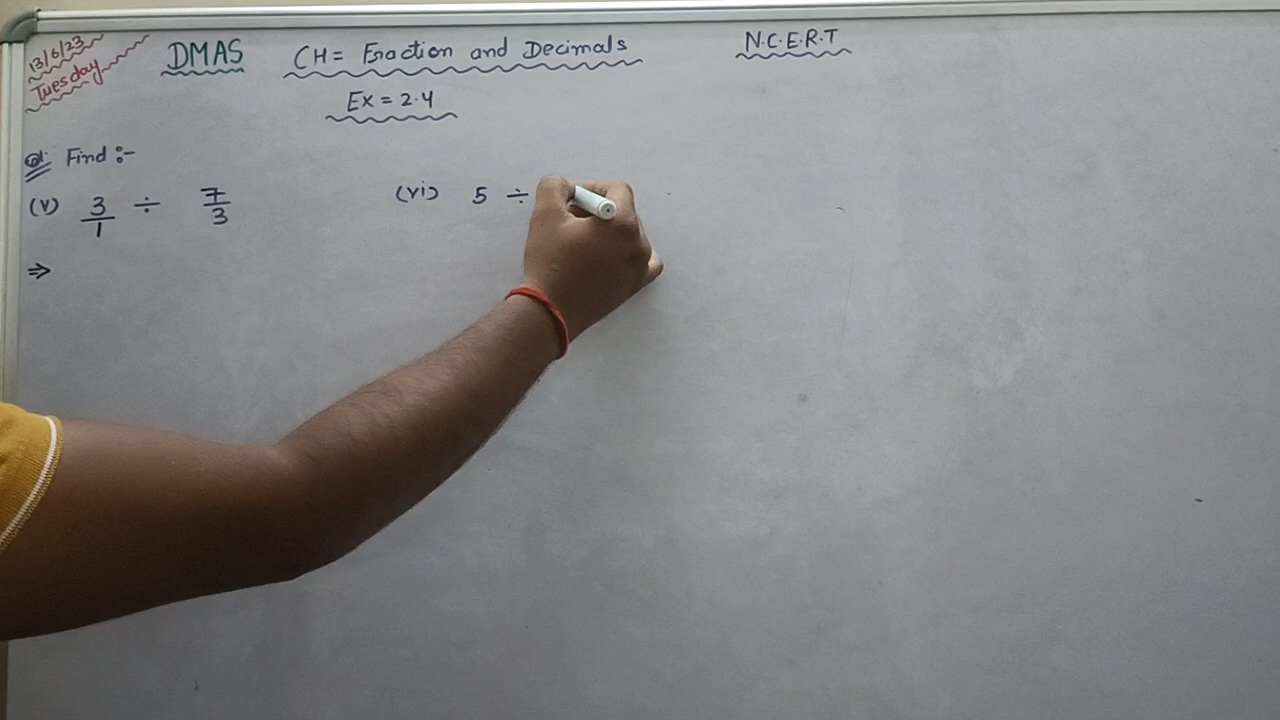 13/6/23
Tuesday
DMAS CH = Fraction and Decimals N.C.E.R.T
Ex = 2.4
Q1. Find :-
(v) 3/1 ÷ 7/3 (vi) 5 ÷
⇒